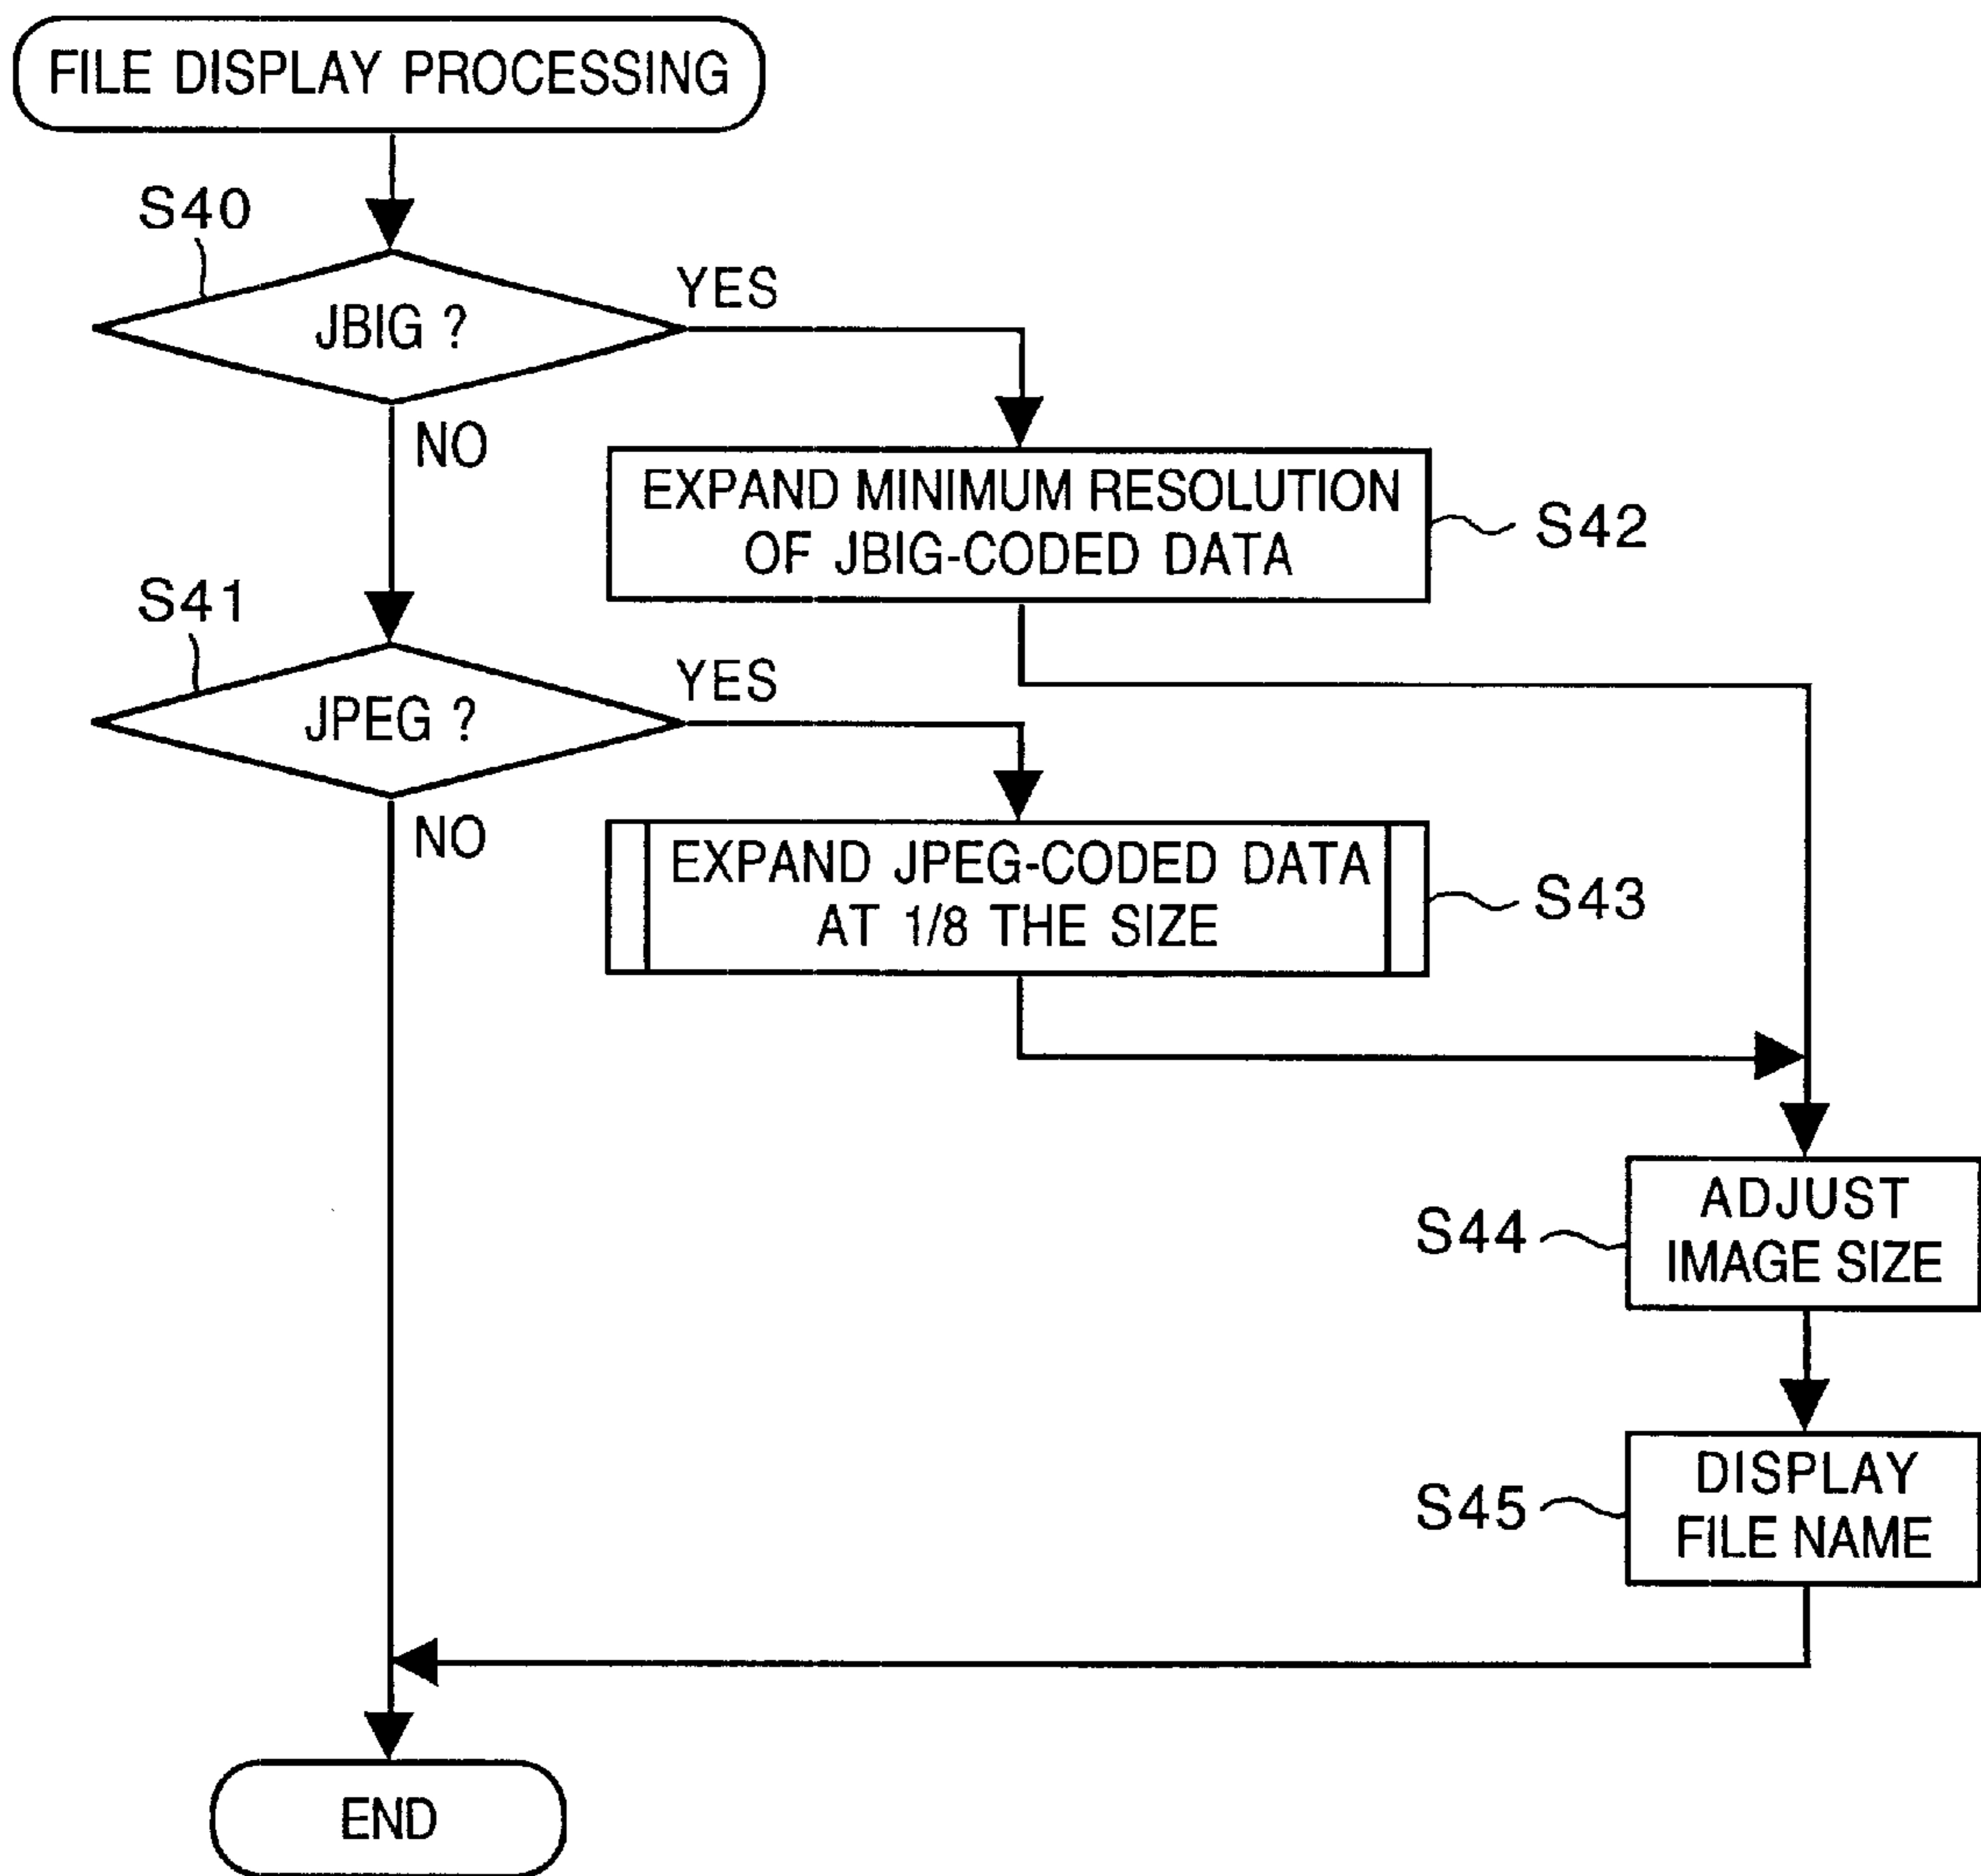 FILE DISPLAY PROCESSING
S40
JBIG ?
YES
NO
EXPAND MINIMUM RESOLUTION
OF JBIG-CODED DATA
S42
S41
JPEG ?
YES
NO
EXPAND JPEG-CODED DATA
AT 1/8 THE SIZE
S43
S44
ADJUST
IMAGE SIZE
S45
DISPLAY
FILE NAME
END